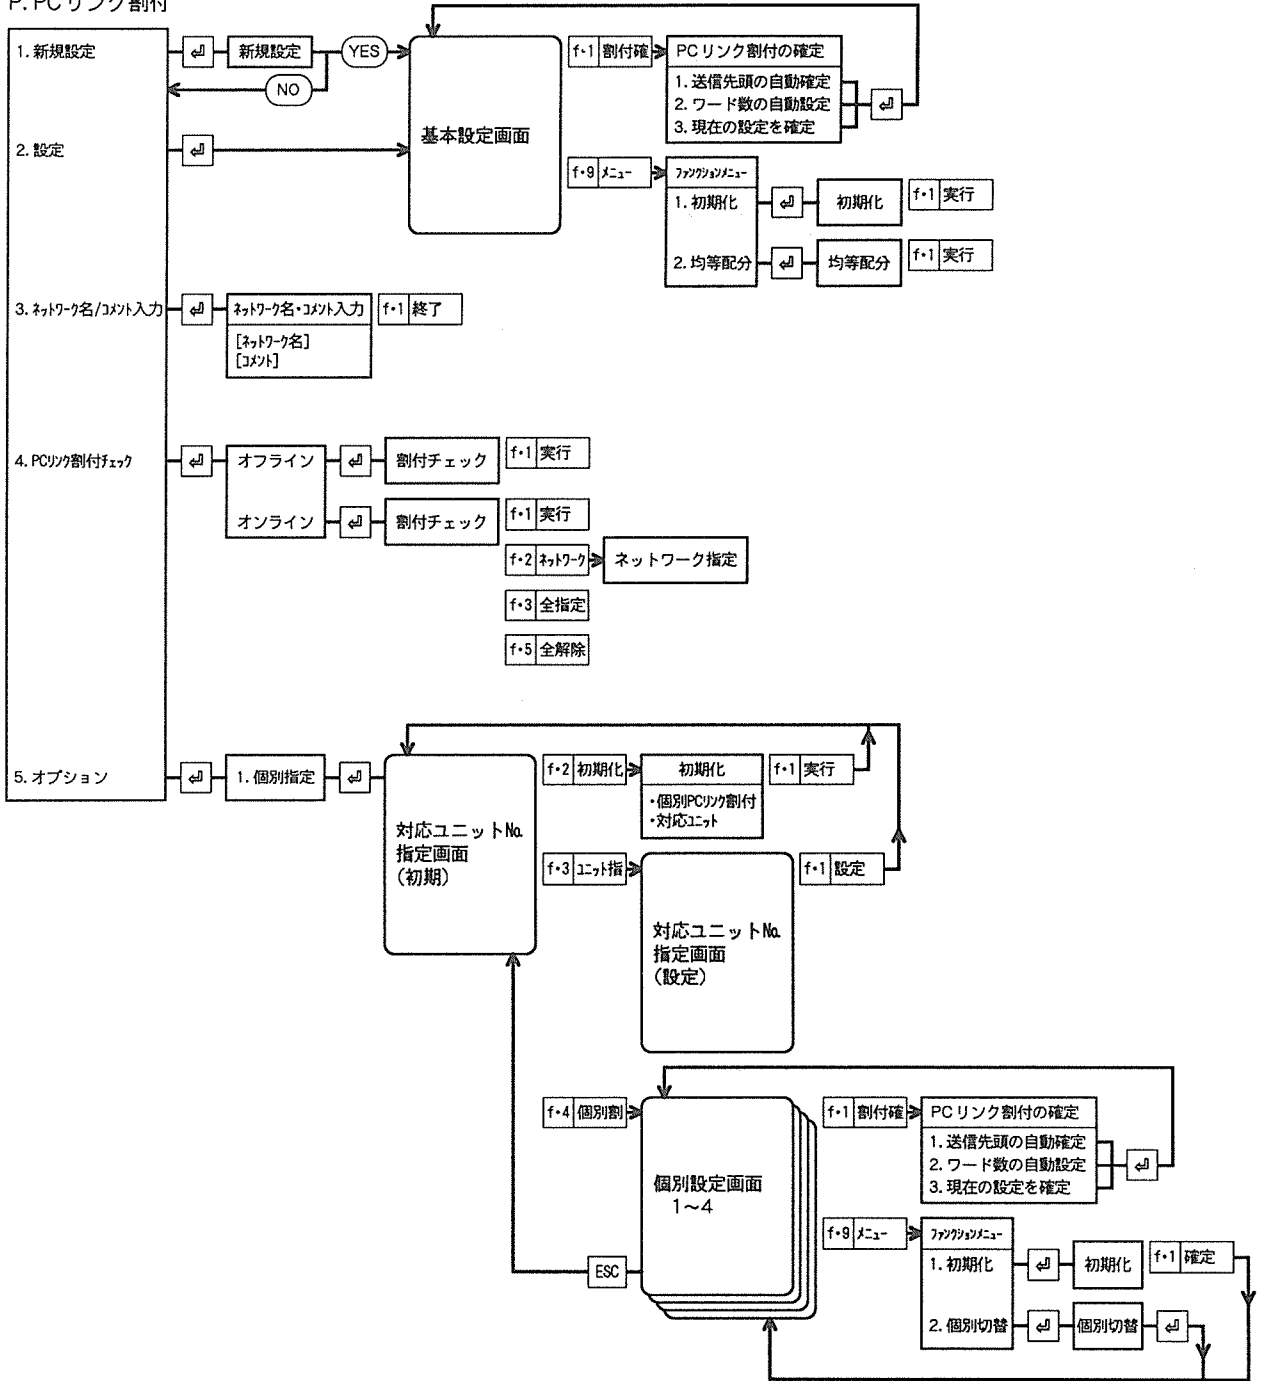 P. PCリンク割付
1. 新規設定
⏎
新規設定
YES
NO
基本設定画面
f・1 割付確
PCリンク割付の確定
1. 送信先頭の自動確定
2. ワード数の自動設定
3. 現在の設定を確定
⏎
2. 設定
⏎
f・9 ﾒﾆｭｰ
ﾌｧﾝｸｼｮﾝﾒﾆｭｰ
1. 初期化
⏎
初期化
f・1 実行
2. 均等配分
⏎
均等配分
f・1 実行
3. ﾈｯﾄﾜｰｸ名/ｺﾒﾝﾄ入力
⏎
ﾈｯﾄﾜｰｸ名・ｺﾒﾝﾄ入力
[ﾈｯﾄﾜｰｸ名]
[ｺﾒﾝﾄ]
f・1 終了
4. PCﾘﾝｸ割付ﾁｪｯｸ
⏎
オフライン
⏎
割付チェック
f・1 実行
オンライン
⏎
割付チェック
f・1 実行
f・2 ﾈｯﾄﾜｰｸ
ネットワーク指定
f・3 全指定
f・5 全解除
5. オプション
⏎
1. 個別指定
⏎
対応ユニット№
指定画面
(初期)
f・2 初期化
初期化
・個別PCﾘﾝｸ割付
・対応ﾕﾆｯﾄ
f・1 実行
f・3 ﾕﾆｯﾄ指
対応ユニット№
指定画面
(設定)
f・1 設定
f・4 個別割
個別設定画面
1～4
ESC
f・1 割付確
PCリンク割付の確定
1. 送信先頭の自動確定
2. ワード数の自動設定
3. 現在の設定を確定
⏎
f・9 ﾒﾆｭｰ
ﾌｧﾝｸｼｮﾝﾒﾆｭｰ
1. 初期化
⏎
初期化
f・1 確定
2. 個別切替
⏎
個別切替
⏎